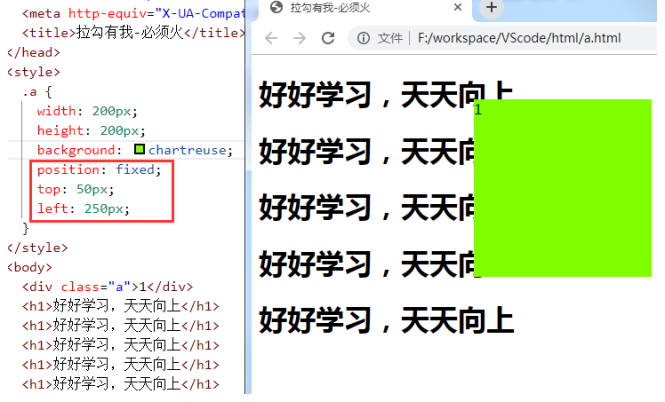 <meta http-equiv="X-UA-Compat
<title>拉勾有我-必须火</title>
</head>
<style>
.a {
width: 200px;
height: 200px;
background: chartreuse;
position: fixed;
top: 50px;
left: 250px;
}
</style>
<body>
<div class="a">1</div>
<h1>好好学习，天天向上</h1>
<h1>好好学习，天天向上</h1>
<h1>好好学习，天天向上</h1>
<h1>好好学习，天天向上</h1>
<h1>好好学习，天天向上</h1>
拉勾有我-必须火
文件 | F:/workspace/VScode/html/a.html
好好学习，天天向上
1
好好学习，天天
好好学习，天天
好好学习，天天
好好学习，天天向上